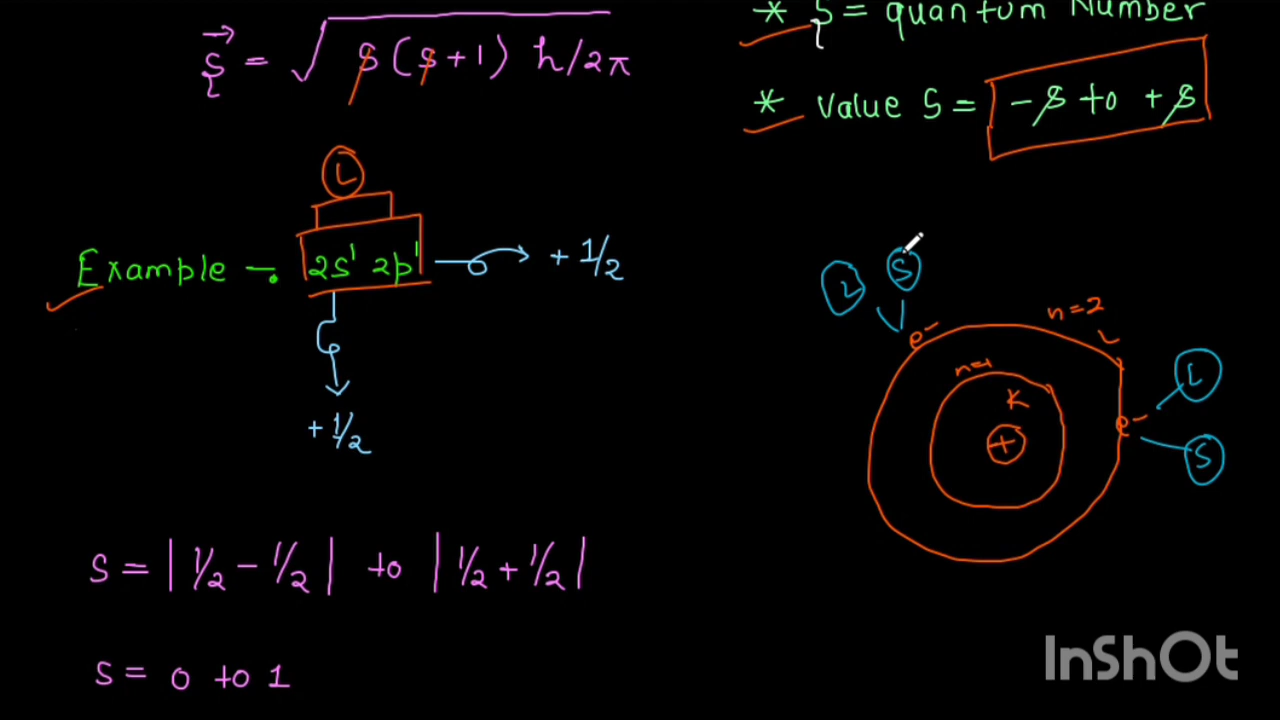 * S = quantum Number
S = √ s(s+1) h/2π
* Value S = -s to +s
L
Example - 2s¹ 2p¹ + 1/2
+ 1/2
L S
e⁻
n=2
L
n=1
K
+
e⁻
L
S
S = | 1/2 - 1/2 | to | 1/2 + 1/2 |
S = 0 to 1
InShOt